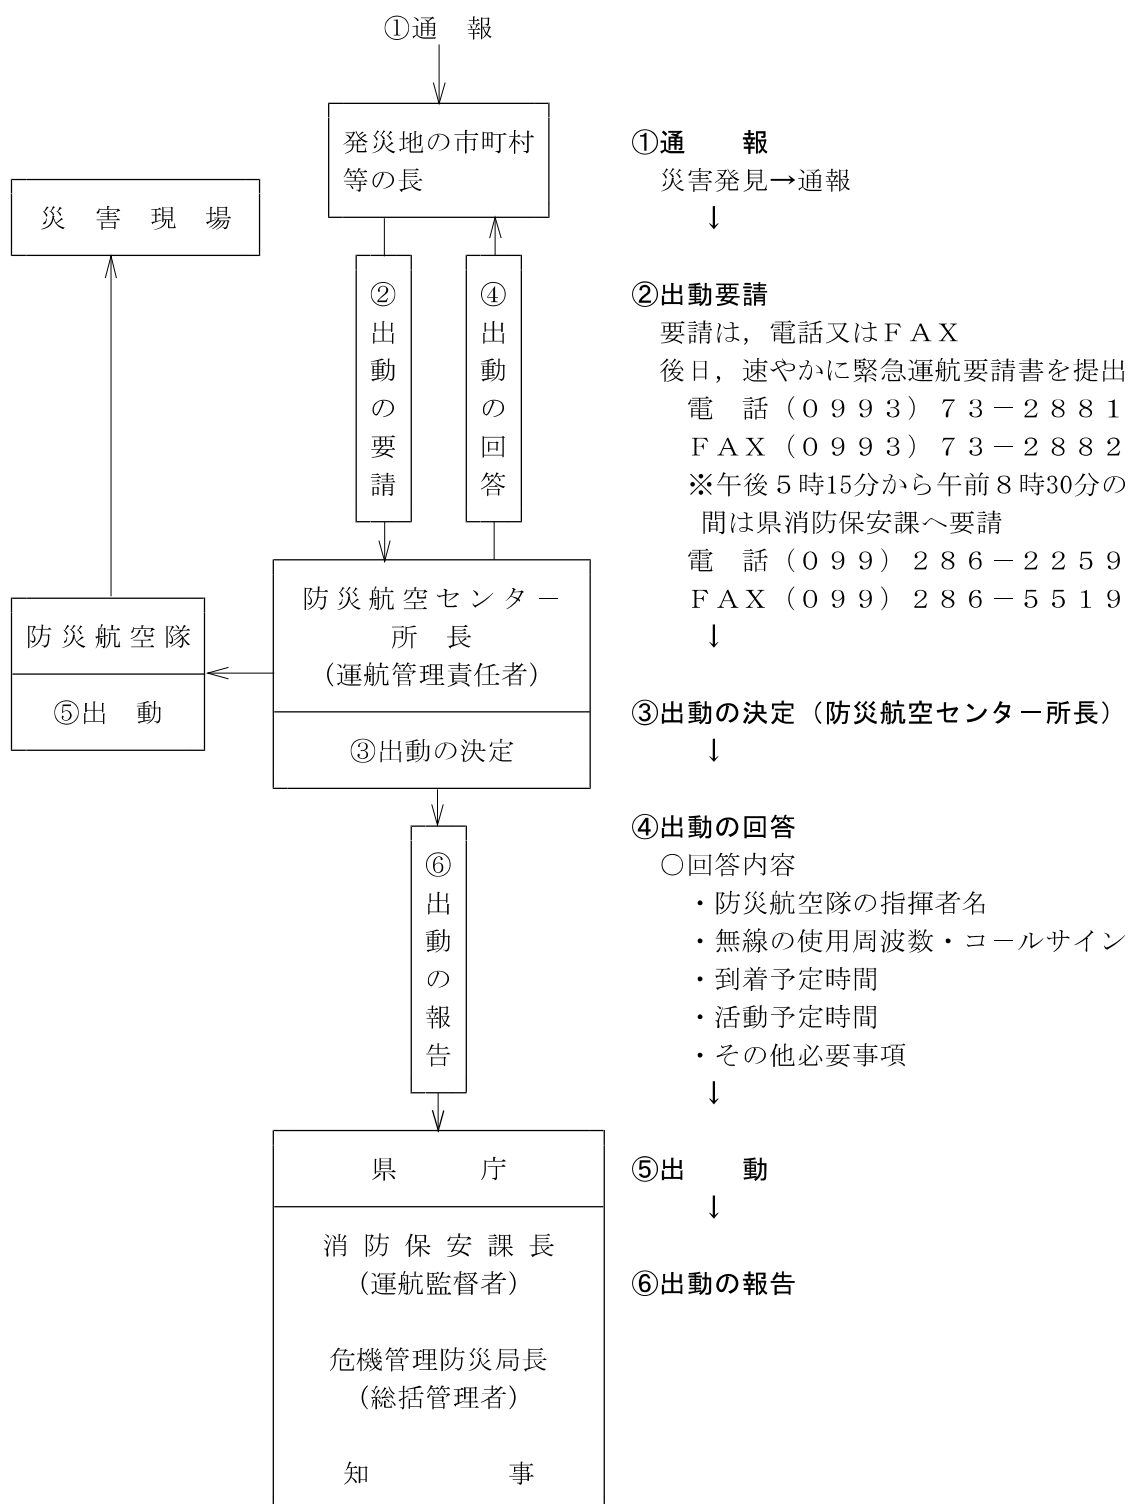 ①通　報
発災地の市町村
等の長
災　害　現　場
②出動の要請
④出動の回答
防災航空センター
所　長
（運航管理責任者）
③出動の決定
防災航空隊
⑤出　動
⑥出動の報告
県　　　庁
消防保安課長
（運航監督者）
危機管理防災局長
（総括管理者）
知　　　　　事
①通　　報
災害発見→通報
↓
②出動要請
要請は，電話又はＦＡＸ
後日，速やかに緊急運航要請書を提出
電　話（０９９３）７３－２８８１
ＦＡＸ（０９９３）７３－２８８２
※午後５時15分から午前８時30分の
間は県消防保安課へ要請
電　話（０９９）２８６－２２５９
ＦＡＸ（０９９）２８６－５５１９
↓
③出動の決定（防災航空センター所長）
↓
④出動の回答
○回答内容
・防災航空隊の指揮者名
・無線の使用周波数・コールサイン
・到着予定時間
・活動予定時間
・その他必要事項
↓
⑤出　　動
↓
⑥出動の報告